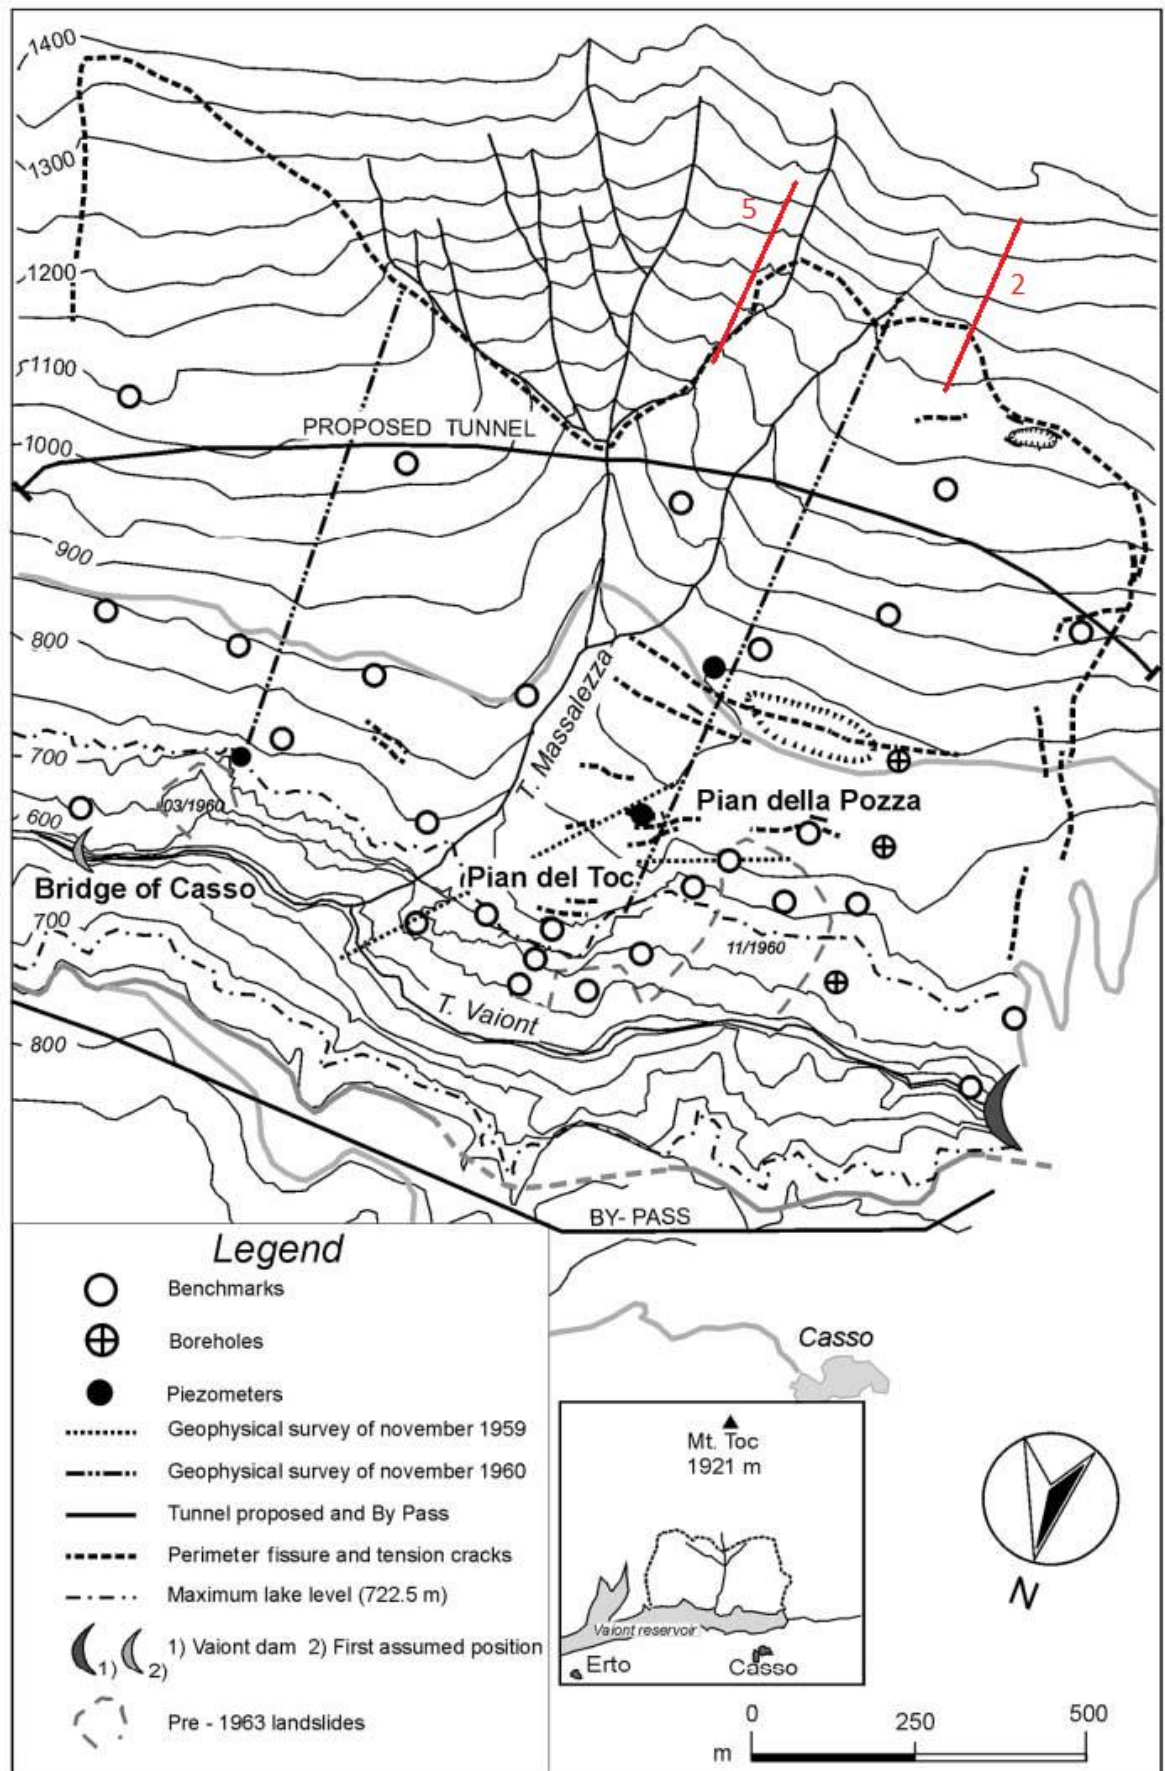 1400
1300
5
2
1200
1100
PROPOSED TUNNEL
1000
900
800
T. Massalezza
700
03/1960
Pian della Pozza
600
Bridge of Casso
Pian del Toc
700
11/1960
T. Vaiont
800
BY- PASS
Legend
Benchmarks
Boreholes
Piezometers
Geophysical survey of november 1959
Geophysical survey of november 1960
Tunnel proposed and By Pass
Perimeter fissure and tension cracks
Maximum lake level (722.5 m)
1) 2) 1) Vaiont dam 2) First assumed position
Pre - 1963 landslides
Casso
Mt. Toc
1921 m
Vaiont reservoir
Erto
Casso
N
0 250 500
m